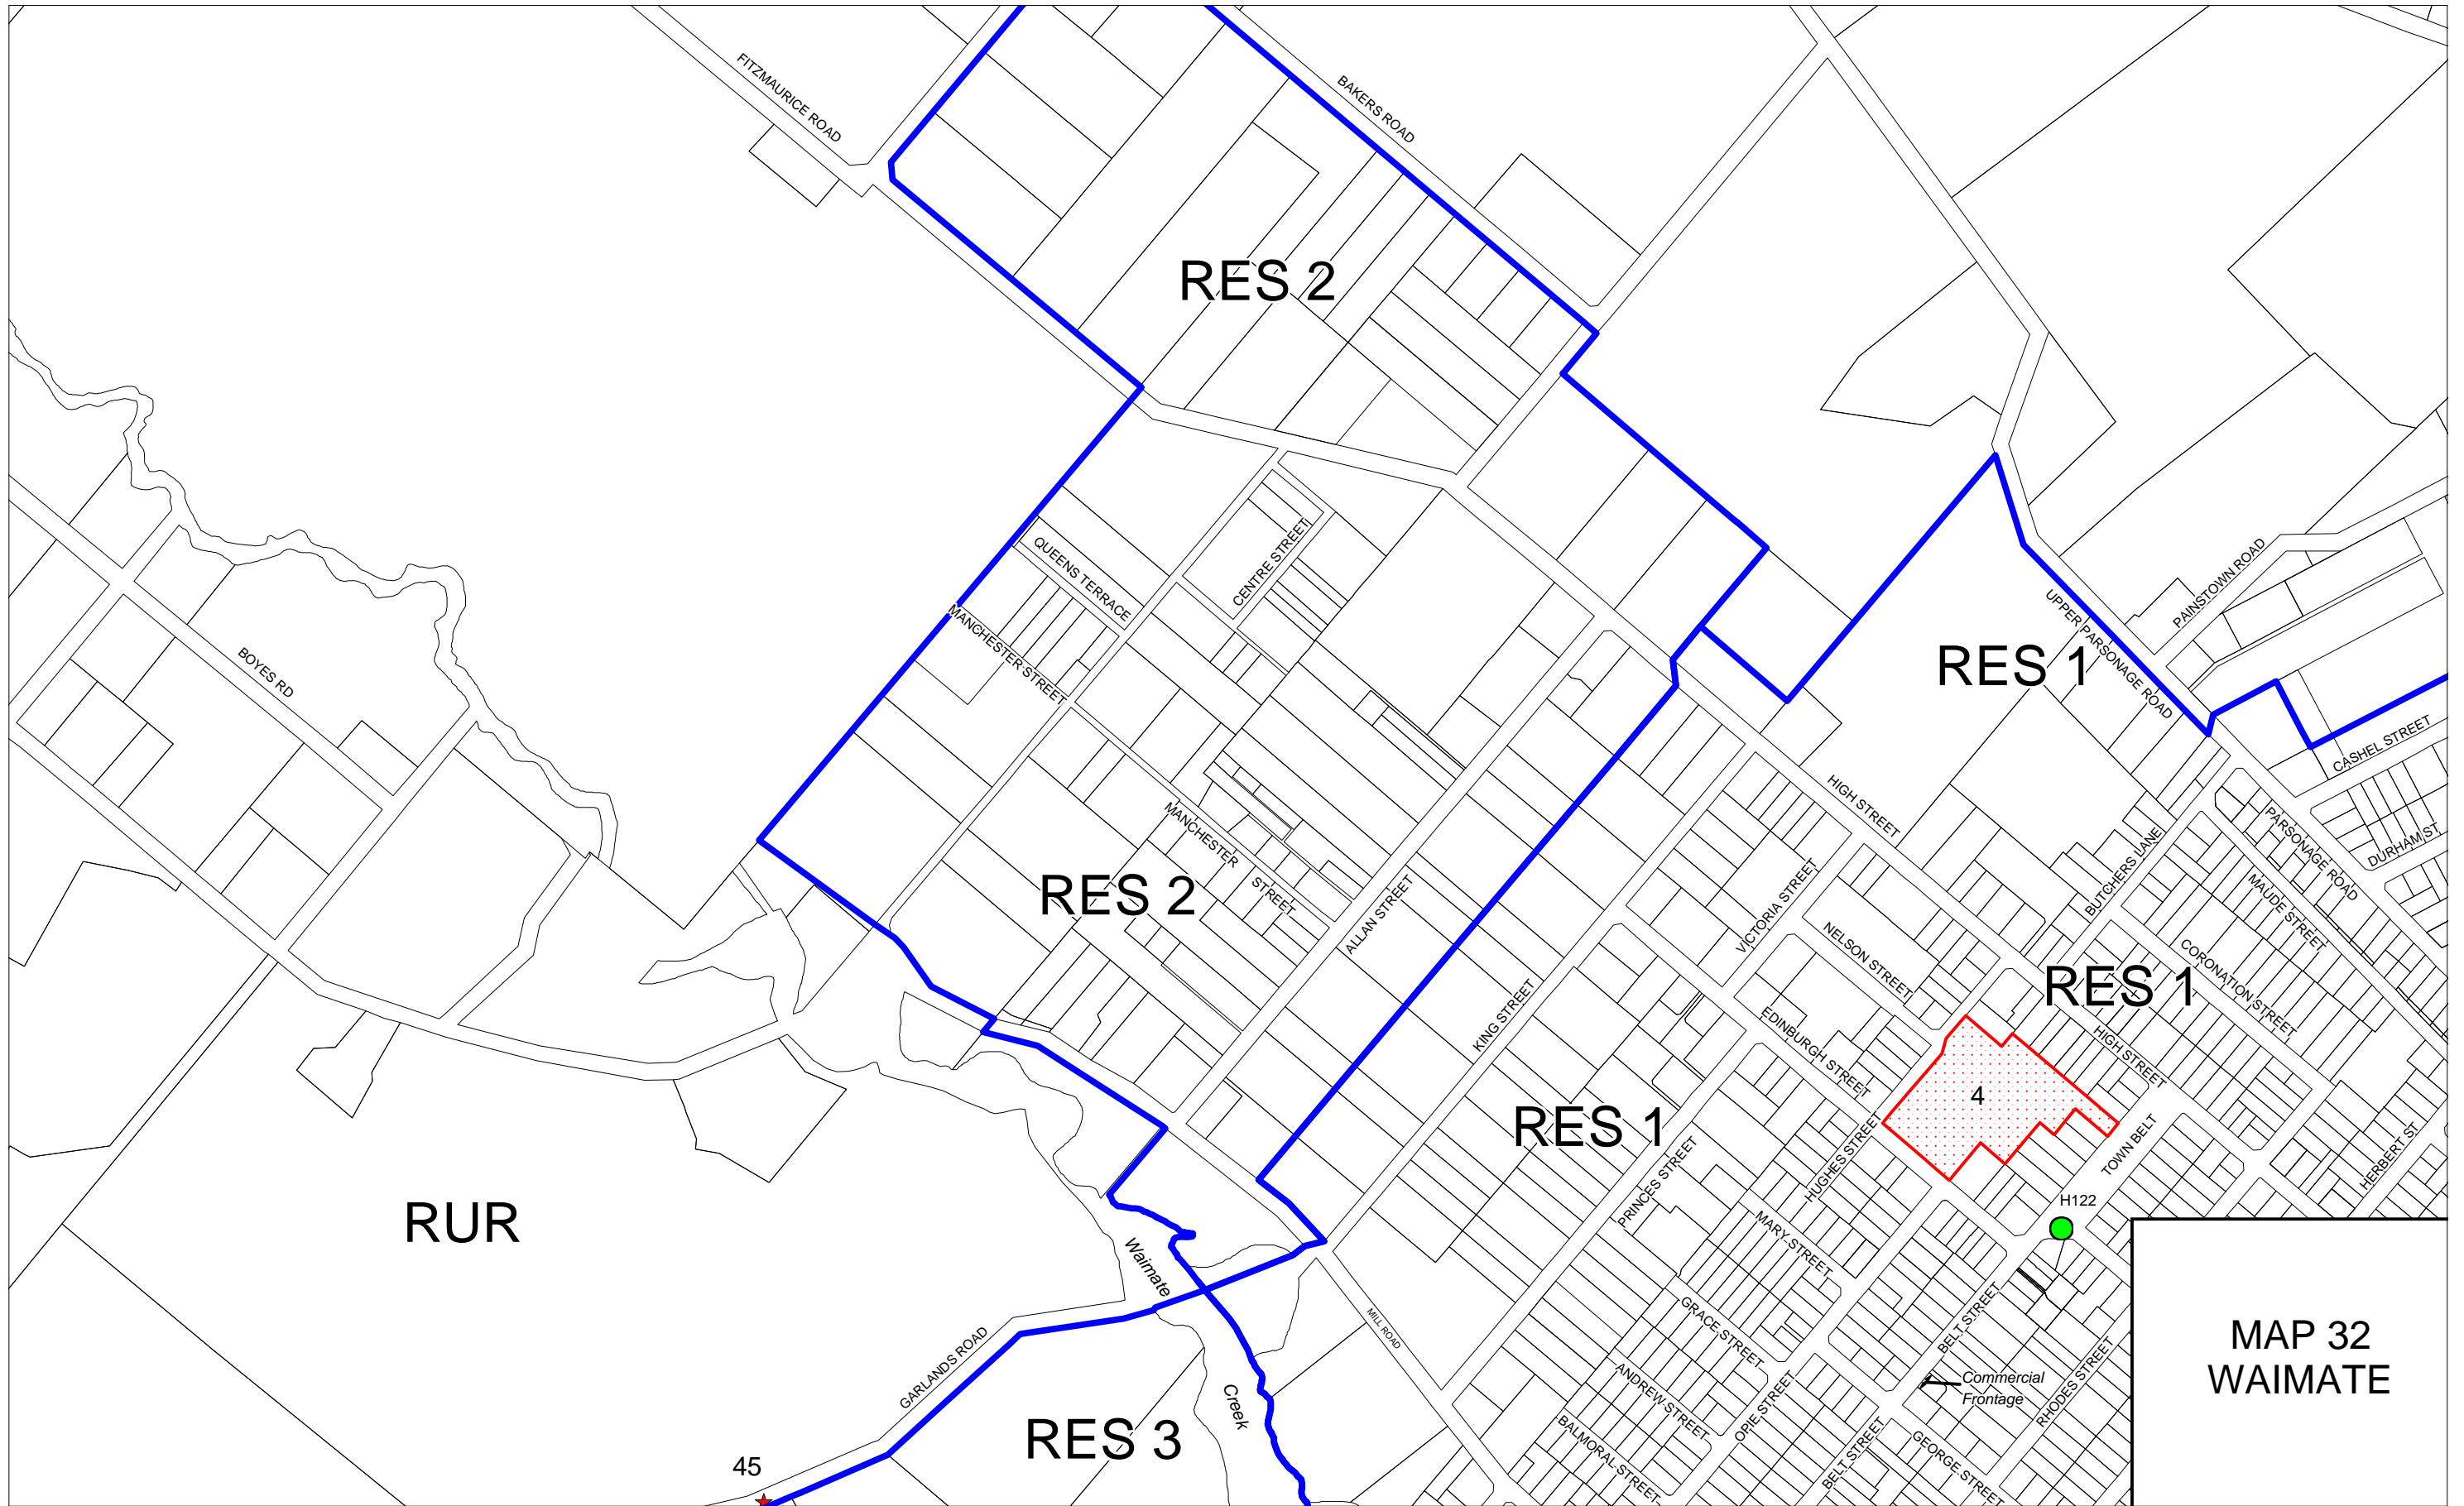 FITZMAURICE ROAD
BAKERS ROAD
RES 2
QUEENS TERRACE
CENTRE STREET
MANCHESTER STREET
BOYES RD
PAINSTOWN ROAD
UPPER PARSONAGE ROAD
RES 1
CASHEL STREET
HIGH STREET
PARSONAGE ROAD
DURHAM ST
MANCHESTER STREET
RES 2
ALLAN STREET
VICTORIA STREET
BUTCHERS LANE
MAUDE STREET
NELSON STREET
CORONATION STREET
RES 1
KING STREET
EDINBURGH STREET
HIGH STREET
4
RES 1
HUGHES STREET
TOWN BELT
HERBERT ST
PRINCES STREET
H122
RUR
MARY STREET
Waimate
Creek
MILL ROAD
GRACE STREET
BELT STREET
MAP 32
WAIMATE
GARLANDS ROAD
ANDREW STREET
Commercial
Frontage
RHODES STREET
OPIE STREET
BALMORAL STREET
BELT STREET
GEORGE STREET
RES 3
45